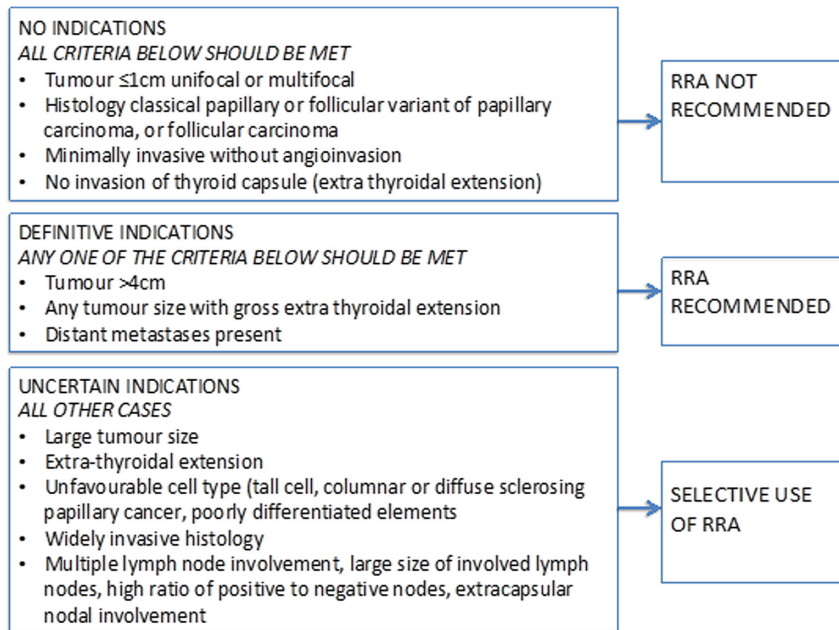 NO INDICATIONS
ALL CRITERIA BELOW SHOULD BE MET
• Tumour ≤1cm unifocal or multifocal
• Histology classical papillary or follicular variant of papillary
carcinoma, or follicular carcinoma
• Minimally invasive without angioinvasion
• No invasion of thyroid capsule (extra thyroidal extension)
RRA NOT
RECOMMENDED
DEFINITIVE INDICATIONS
ANY ONE OF THE CRITERIA BELOW SHOULD BE MET
• Tumour >4cm
• Any tumour size with gross extra thyroidal extension
• Distant metastases present
RRA
RECOMMENDED
UNCERTAIN INDICATIONS
ALL OTHER CASES
• Large tumour size
• Extra-thyroidal extension
• Unfavourable cell type (tall cell, columnar or diffuse sclerosing
papillary cancer, poorly differentiated elements
• Widely invasive histology
• Multiple lymph node involvement, large size of involved lymph
nodes, high ratio of positive to negative nodes, extracapsular
nodal involvement
SELECTIVE USE
OF RRA